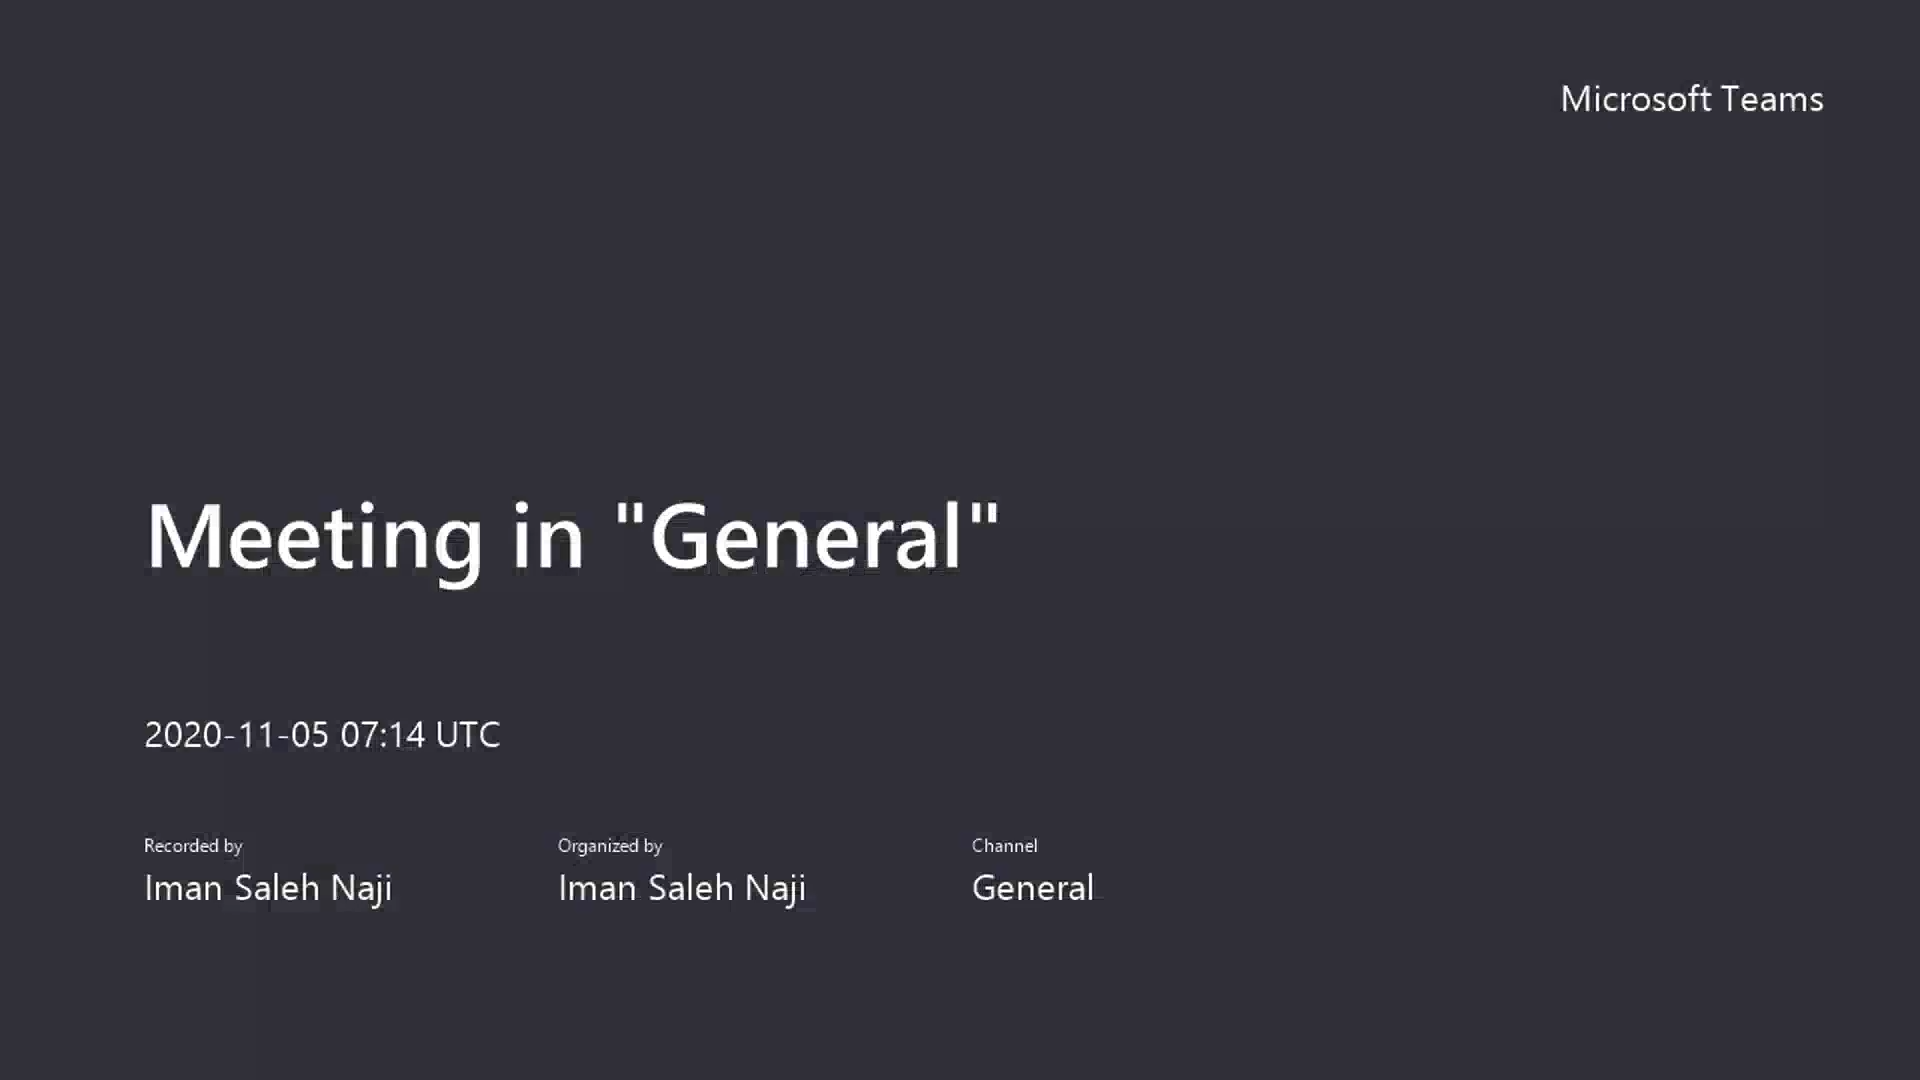 Microsoft Teams
Meeting in "General"
2020-11-05 07:14 UTC
Recorded by
Iman Saleh Naji
Organized by
Iman Saleh Naji
Channel
General